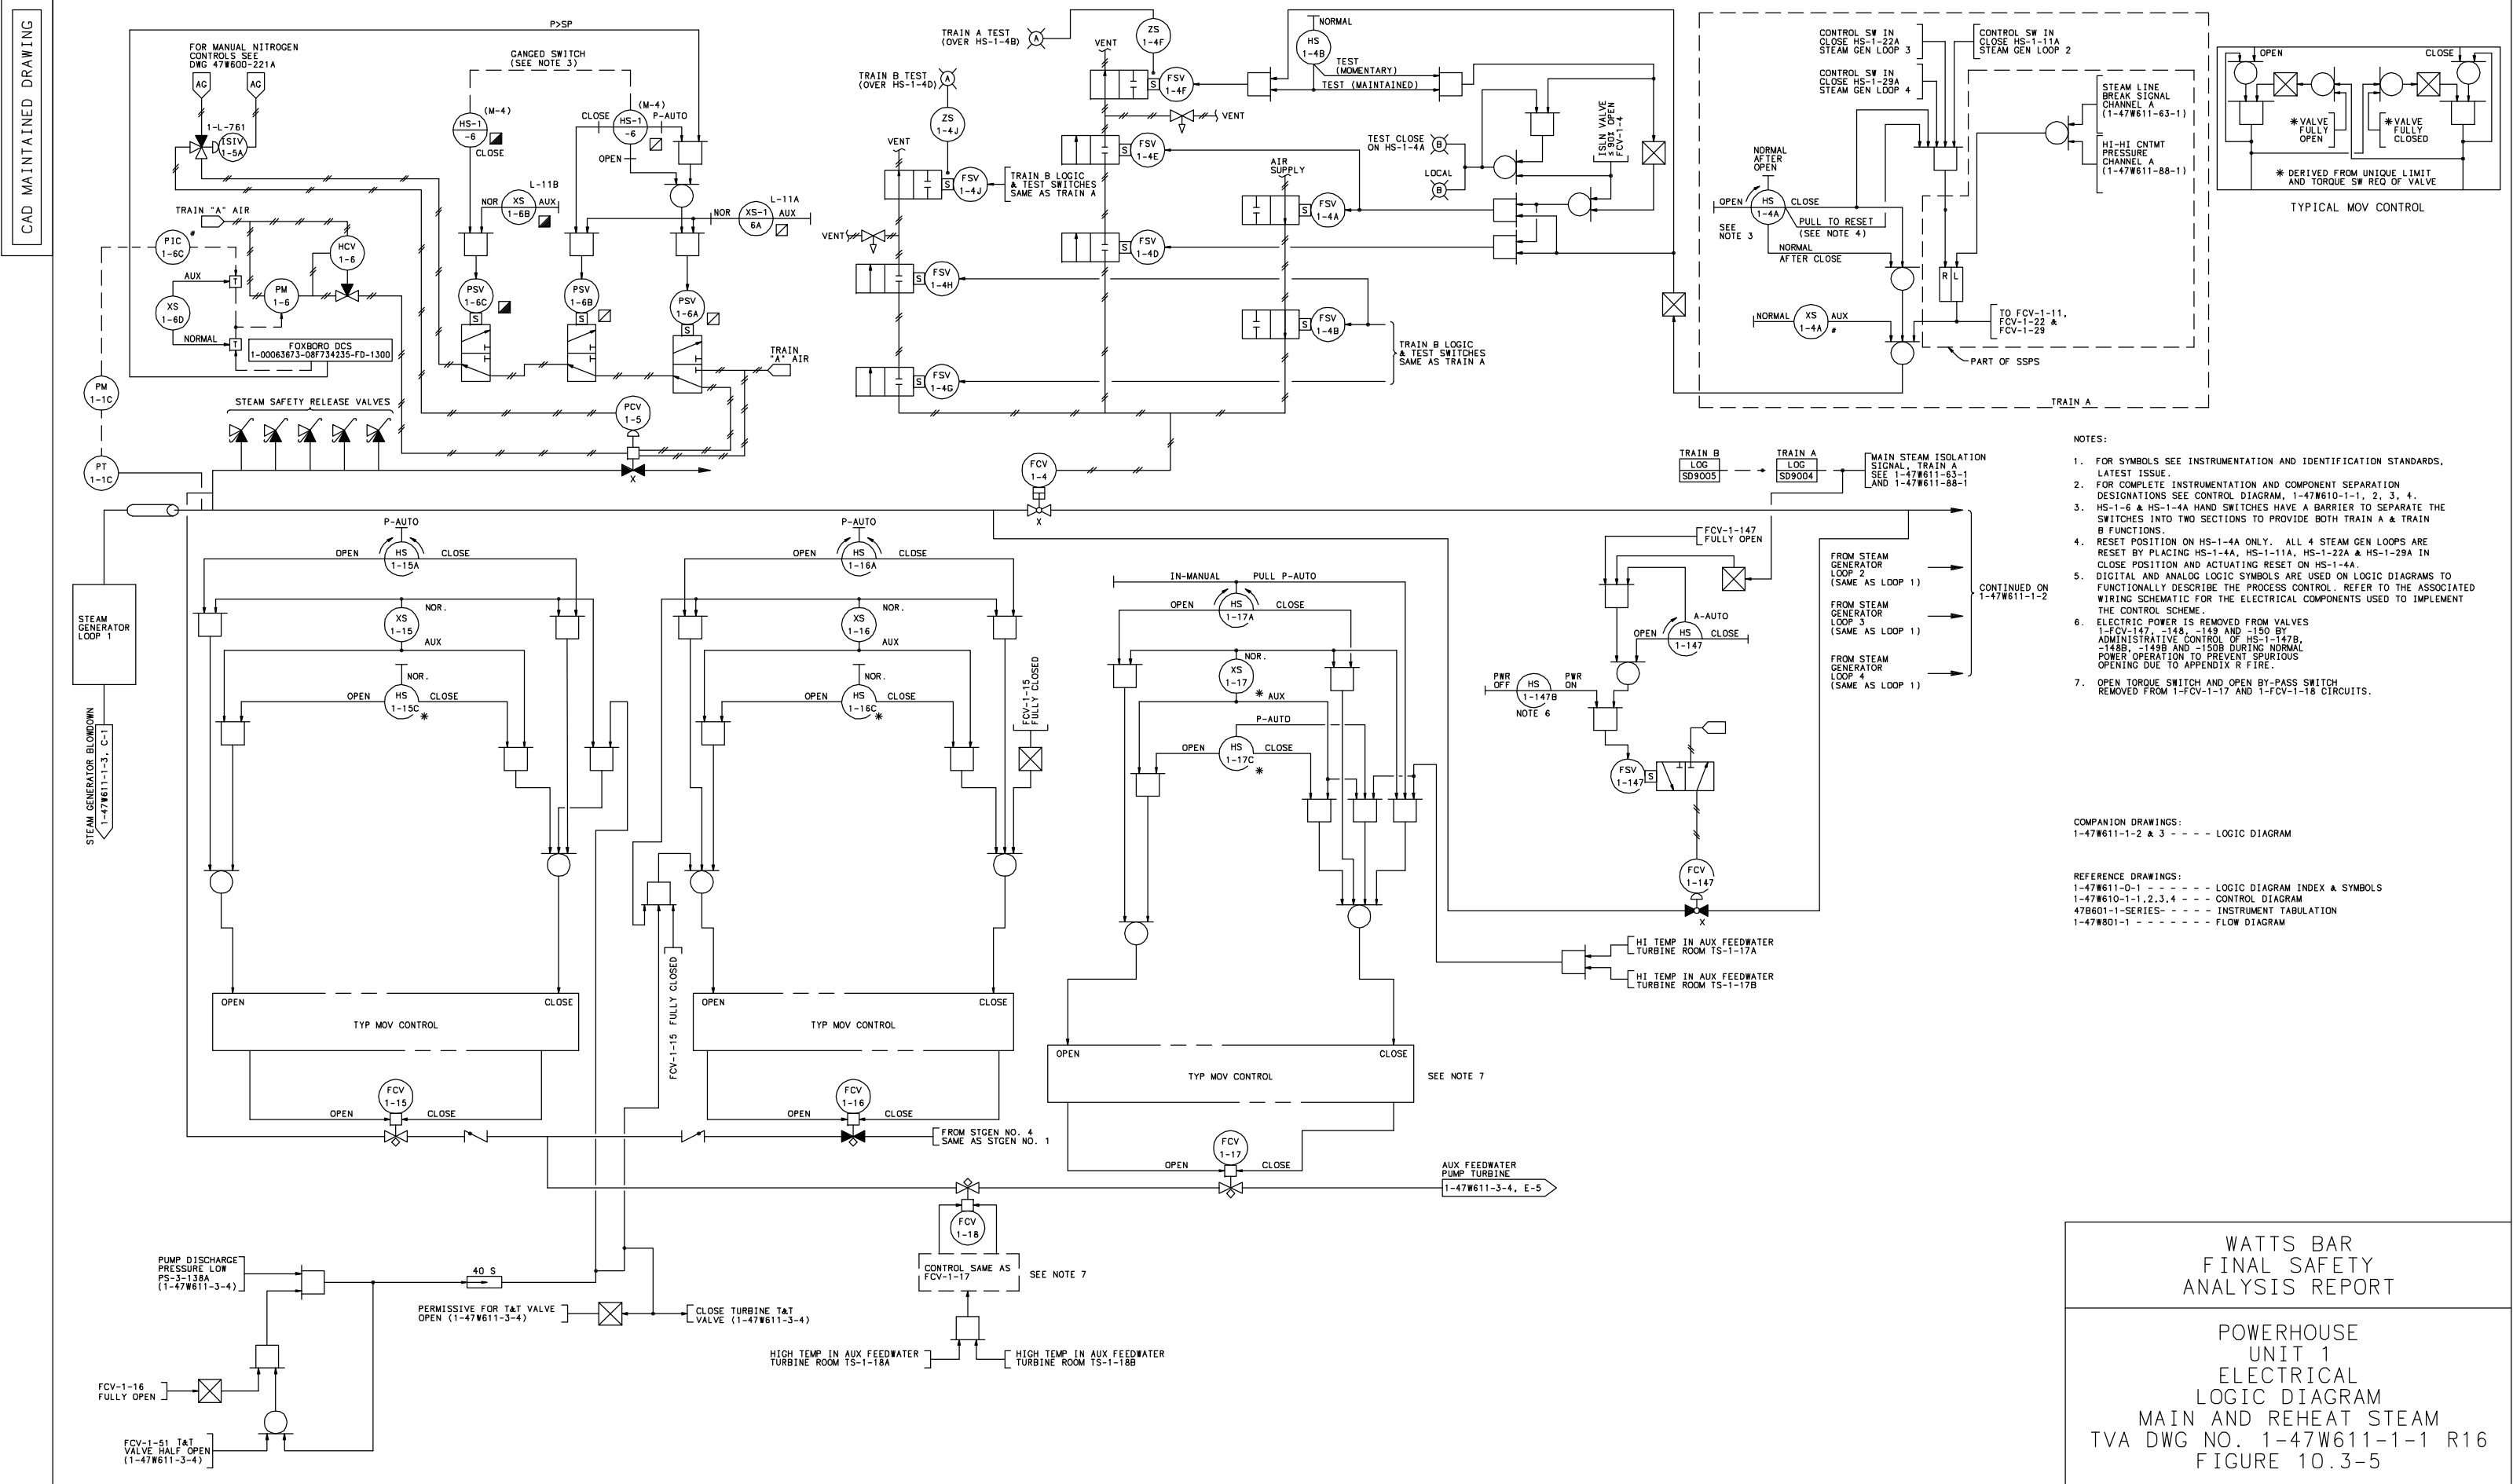 CAD MAINTAINED DRAWING
FOR MANUAL NITROGEN
CONTROLS SEE
DWG 47W600-221A
AG
AG
1-L-761
ISIV
1-5A
P>SP
GANGED SWITCH
(SEE NOTE 3)
(M-4)
HS-1
-6
CLOSE
(M-4)
CLOSE
HS-1
-6
P-AUTO
OPEN
L-11B
NOR
XS
1-6B
AUX
L-11A
NOR
XS-1
6A
AUX
TRAIN "A" AIR
PIC
1-6C
#
HCV
1-6
AUX
T
PM
1-6
XS
1-6D
NORMAL
T
FOXBORO DCS
1-00063673-08F734235-FD-1300
PSV
1-6C
S
PSV
1-6B
S
PSV
1-6A
S
TRAIN
"A" AIR
PM
1-1C
STEAM SAFETY RELEASE VALVES
PCV
1-5
X
PT
1-1C
TRAIN A TEST
(OVER HS-1-4B)
A
ZS
1-4F
TRAIN B TEST
(OVER HS-1-4D)
A
VENT
S
FSV
1-4F
NORMAL
HS
1-4B
TEST
(MOMENTARY)
TEST (MAINTAINED)
ZS
1-4J
VENT
VENT
S
FSV
1-4E
S
FSV
1-4J
TRAIN B LOGIC
& TEST SWITCHES
SAME AS TRAIN A
AIR
SUPPLY
TEST CLOSE
ON HS-1-4A
B
LOCAL
B
ISLN VALVE
≤ 90% OPEN
FCV-1-4
S
FSV
1-4A
VENT
S
FSV
1-4D
S
FSV
1-4H
S
FSV
1-4B
TRAIN B LOGIC
& TEST SWITCHES
SAME AS TRAIN A
S
FSV
1-4G
FCV
1-4
X
CONTROL SW IN
CLOSE HS-1-22A
STEAM GEN LOOP 3
CONTROL SW IN
CLOSE HS-1-11A
STEAM GEN LOOP 2
CONTROL SW IN
CLOSE HS-1-29A
STEAM GEN LOOP 4
STEAM LINE
BREAK SIGNAL
CHANNEL A
(1-47W611-63-1)
HI-HI CNTMT
PRESSURE
CHANNEL A
(1-47W611-88-1)
NORMAL
AFTER
OPEN
OPEN
HS
1-4A
CLOSE
PULL TO RESET
(SEE NOTE 4)
SEE
NOTE 3
NORMAL
AFTER CLOSE
R L
NORMAL
XS
1-4A
AUX
#
TO FCV-1-11,
FCV-1-22 &
FCV-1-29
PART OF SSPS
TRAIN A
OPEN
CLOSE
*VALVE
FULLY
OPEN
*VALVE
FULLY
CLOSED
* DERIVED FROM UNIQUE LIMIT
AND TORQUE SW REQ OF VALVE
TYPICAL MOV CONTROL
TRAIN B
LOG
SD9005
TRAIN A
LOG
SD9004
MAIN STEAM ISOLATION
SIGNAL, TRAIN A
SEE 1-47W611-63-1
AND 1-47W611-88-1
NOTES:
1. FOR SYMBOLS SEE INSTRUMENTATION AND IDENTIFICATION STANDARDS,
LATEST ISSUE.
2. FOR COMPLETE INSTRUMENTATION AND COMPONENT SEPARATION
DESIGNATIONS SEE CONTROL DIAGRAM, 1-47W610-1-1, 2, 3, 4.
3. HS-1-6 & HS-1-4A HAND SWITCHES HAVE A BARRIER TO SEPARATE THE
SWITCHES INTO TWO SECTIONS TO PROVIDE BOTH TRAIN A & TRAIN
B FUNCTIONS.
4. RESET POSITION ON HS-1-4A ONLY. ALL 4 STEAM GEN LOOPS ARE
RESET BY PLACING HS-1-4A, HS-1-11A, HS-1-22A & HS-1-29A IN
CLOSE POSITION AND ACTUATING RESET ON HS-1-4A.
5. DIGITAL AND ANALOG LOGIC SYMBOLS ARE USED ON LOGIC DIAGRAMS TO
FUNCTIONALLY DESCRIBE THE PROCESS CONTROL. REFER TO THE ASSOCIATED
WIRING SCHEMATIC FOR THE ELECTRICAL COMPONENTS USED TO IMPLEMENT
THE CONTROL SCHEME.
6. ELECTRIC POWER IS REMOVED FROM VALVES
1-FCV-147, -148, -149 AND -150 BY
ADMINISTRATIVE CONTROL OF HS-1-147B,
-148B, -149B AND -150B DURING NORMAL
POWER OPERATION TO PREVENT SPURIOUS
OPENING DUE TO APPENDIX R FIRE.
7. OPEN TORQUE SWITCH AND OPEN BY-PASS SWITCH
REMOVED FROM 1-FCV-1-17 AND 1-FCV-1-18 CIRCUITS.
COMPANION DRAWINGS:
1-47W611-1-2 & 3 - - - - LOGIC DIAGRAM
REFERENCE DRAWINGS:
1-47W611-0-1 - - - - - - LOGIC DIAGRAM INDEX & SYMBOLS
1-47W610-1-1,2,3,4 - - - CONTROL DIAGRAM
47B601-1-SERIES- - - - - INSTRUMENT TABULATION
1-47W801-1 - - - - - - - FLOW DIAGRAM
STEAM
GENERATOR
LOOP 1
STEAM GENERATOR BLOWDOWN
1-47W611-1-3, C-1
P-AUTO
OPEN
HS
1-15A
CLOSE
XS
1-15
NOR.
AUX
NOR.
OPEN
HS
1-15C
CLOSE
*
OPEN
CLOSE
TYP MOV CONTROL
FCV
1-15
OPEN
CLOSE
P-AUTO
OPEN
HS
1-16A
CLOSE
XS
1-16
NOR.
AUX
NOR.
OPEN
HS
1-16C
CLOSE
*
FCV-1-15
FULLY CLOSED
FCV-1-15 FULLY CLOSED
OPEN
CLOSE
TYP MOV CONTROL
FCV
1-16
OPEN
CLOSE
FROM STGEN NO. 4
SAME AS STGEN NO. 1
IN-MANUAL
PULL P-AUTO
OPEN
HS
1-17A
CLOSE
NOR.
XS
1-17
*
AUX
P-AUTO
OPEN
HS
1-17C
CLOSE
*
OPEN
CLOSE
TYP MOV CONTROL
SEE NOTE 7
FCV
1-17
OPEN
CLOSE
AUX FEEDWATER
PUMP TURBINE
1-47W611-3-4, E-5
FCV-1-147
FULLY OPEN
A-AUTO
OPEN
HS
1-147
CLOSE
PWR
OFF
HS
1-147B
PWR
ON
NOTE 6
FSV
1-147
S
FCV
1-147
X
FROM STEAM
GENERATOR
LOOP 2
(SAME AS LOOP 1)
FROM STEAM
GENERATOR
LOOP 3
(SAME AS LOOP 1)
FROM STEAM
GENERATOR
LOOP 4
(SAME AS LOOP 1)
CONTINUED ON
1-47W611-1-2
HI TEMP IN AUX FEEDWATER
TURBINE ROOM TS-1-17A
HI TEMP IN AUX FEEDWATER
TURBINE ROOM TS-1-17B
FCV
1-18
CONTROL SAME AS
FCV-1-17
SEE NOTE 7
HIGH TEMP IN AUX FEEDWATER
TURBINE ROOM TS-1-18A
HIGH TEMP IN AUX FEEDWATER
TURBINE ROOM TS-1-18B
PUMP DISCHARGE
PRESSURE LOW
PS-3-138A
(1-47W611-3-4)
40 S
PERMISSIVE FOR T&T VALVE
OPEN (1-47W611-3-4)
CLOSE TURBINE T&T
VALVE (1-47W611-3-4)
FCV-1-16
FULLY OPEN
FCV-1-51 T&T
VALVE HALF OPEN
(1-47W611-3-4)
WATTS BAR
FINAL SAFETY
ANALYSIS REPORT
POWERHOUSE
UNIT 1
ELECTRICAL
LOGIC DIAGRAM
MAIN AND REHEAT STEAM
TVA DWG NO. 1-47W611-1-1 R16
FIGURE 10.3-5